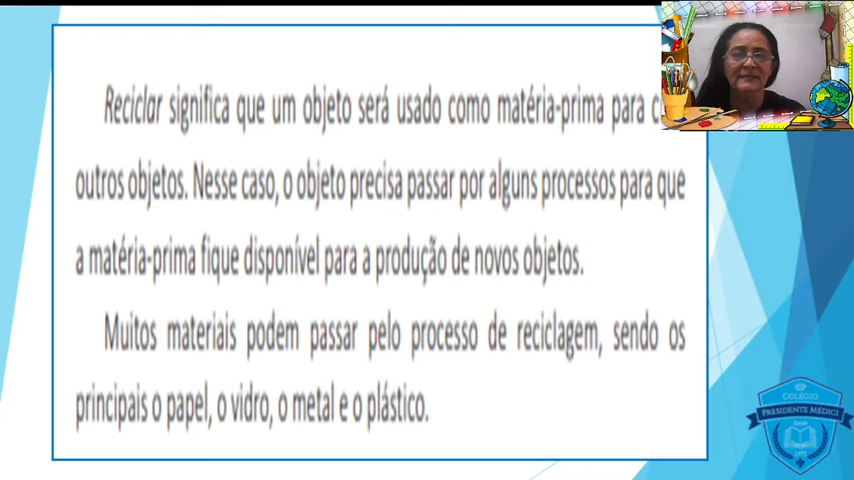 Reciclar significa que um objeto será usado como matéria-prima para
outros objetos. Nesse caso, o objeto precisa passar por alguns processos para que
a matéria-prima fique disponível para a produção de novos objetos.
Muitos materiais podem passar pelo processo de reciclagem, sendo os
principais o papel, o vidro, o metal e o plástico.
COLÉGIO
PRESIDENTE MÉDICI